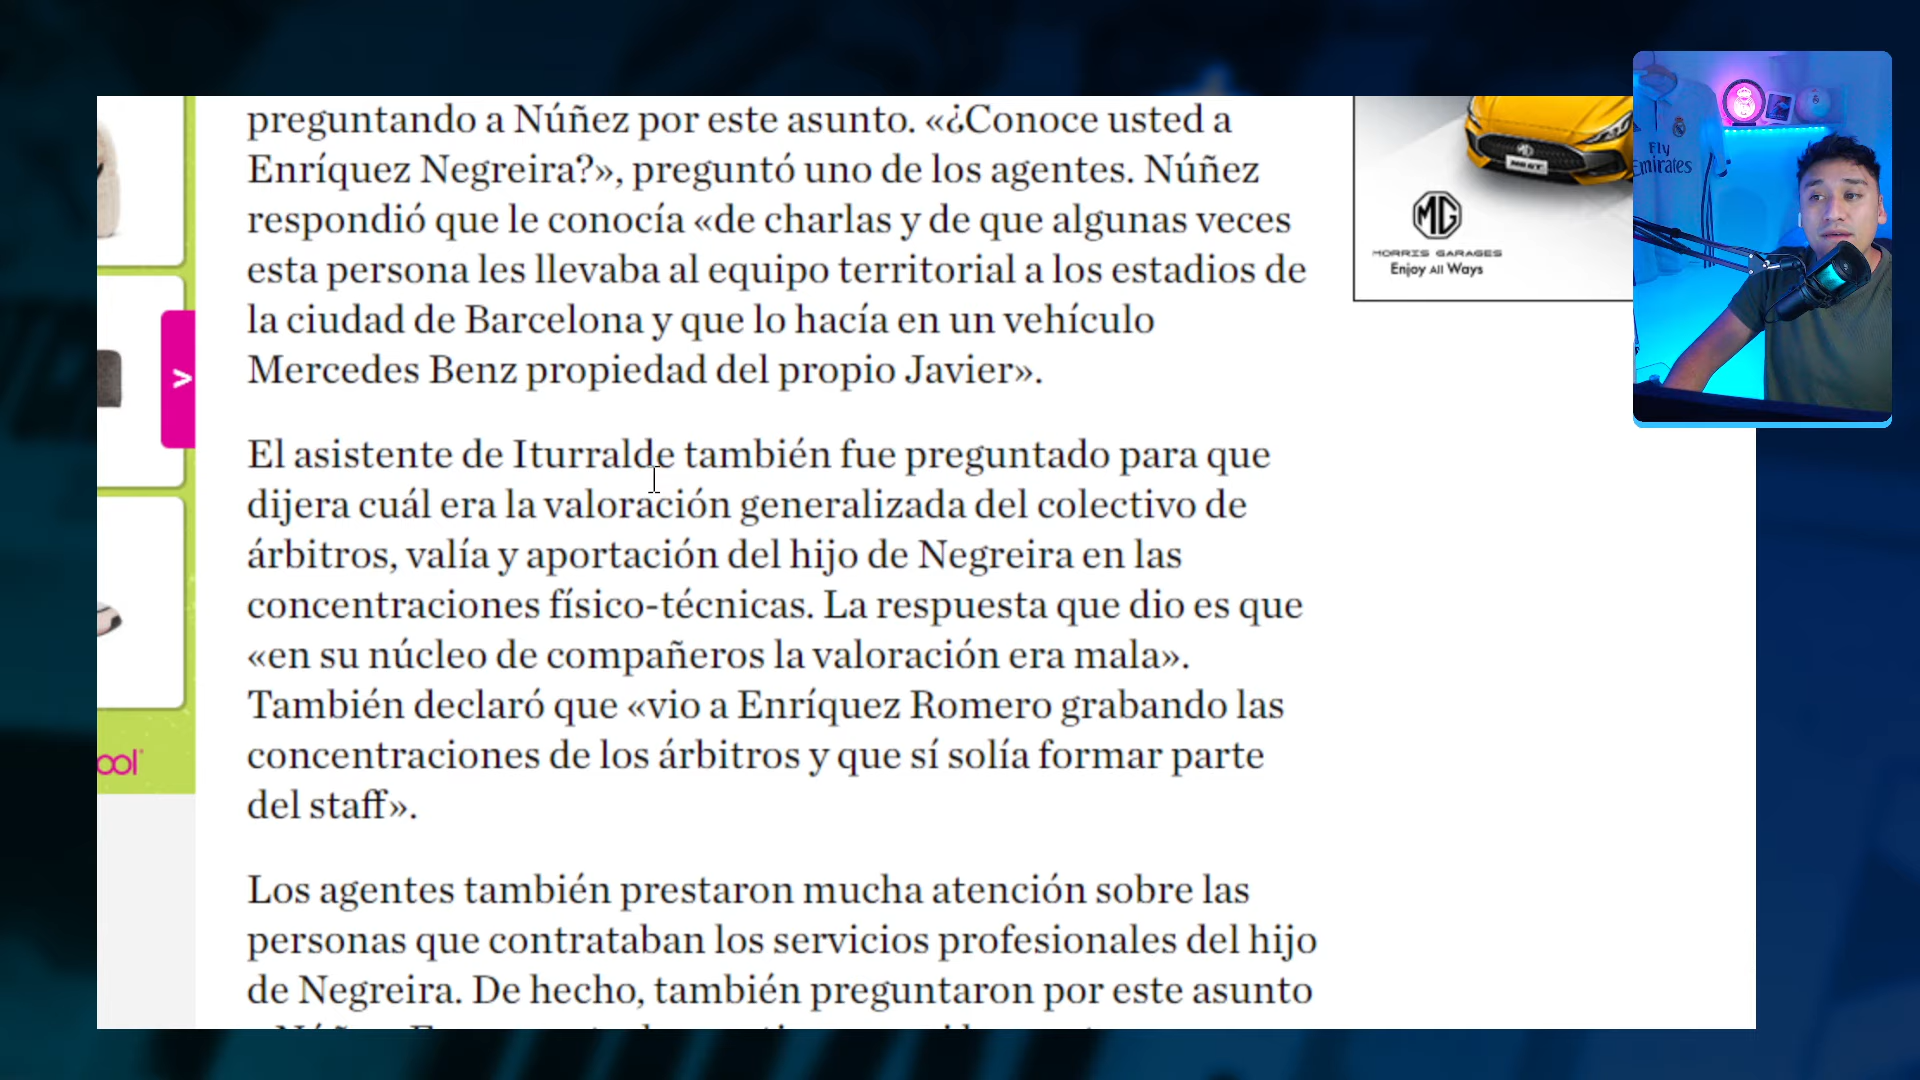 preguntando a Núñez por este asunto. «¿Conoce usted a
Enríquez Negreira?», preguntó uno de los agentes. Núñez
respondió que le conocía «de charlas y de que algunas veces
esta persona les llevaba al equipo territorial a los estadios de
la ciudad de Barcelona y que lo hacía en un vehículo
Mercedes Benz propiedad del propio Javier».
El asistente de Iturralde también fue preguntado para que
dijera cuál era la valoración generalizada del colectivo de
árbitros, valía y aportación del hijo de Negreira en las
concentraciones físico-técnicas. La respuesta que dio es que
«en su núcleo de compañeros la valoración era mala».
También declaró que «vio a Enríquez Romero grabando las
concentraciones de los árbitros y que sí solía formar parte
del staff».
Los agentes también prestaron mucha atención sobre las
personas que contrataban los servicios profesionales del hijo
de Negreira. De hecho, también preguntaron por este asunto
>
ool
MG
MORRIS GARAGES
Enjoy All Ways
Fly
Emirates